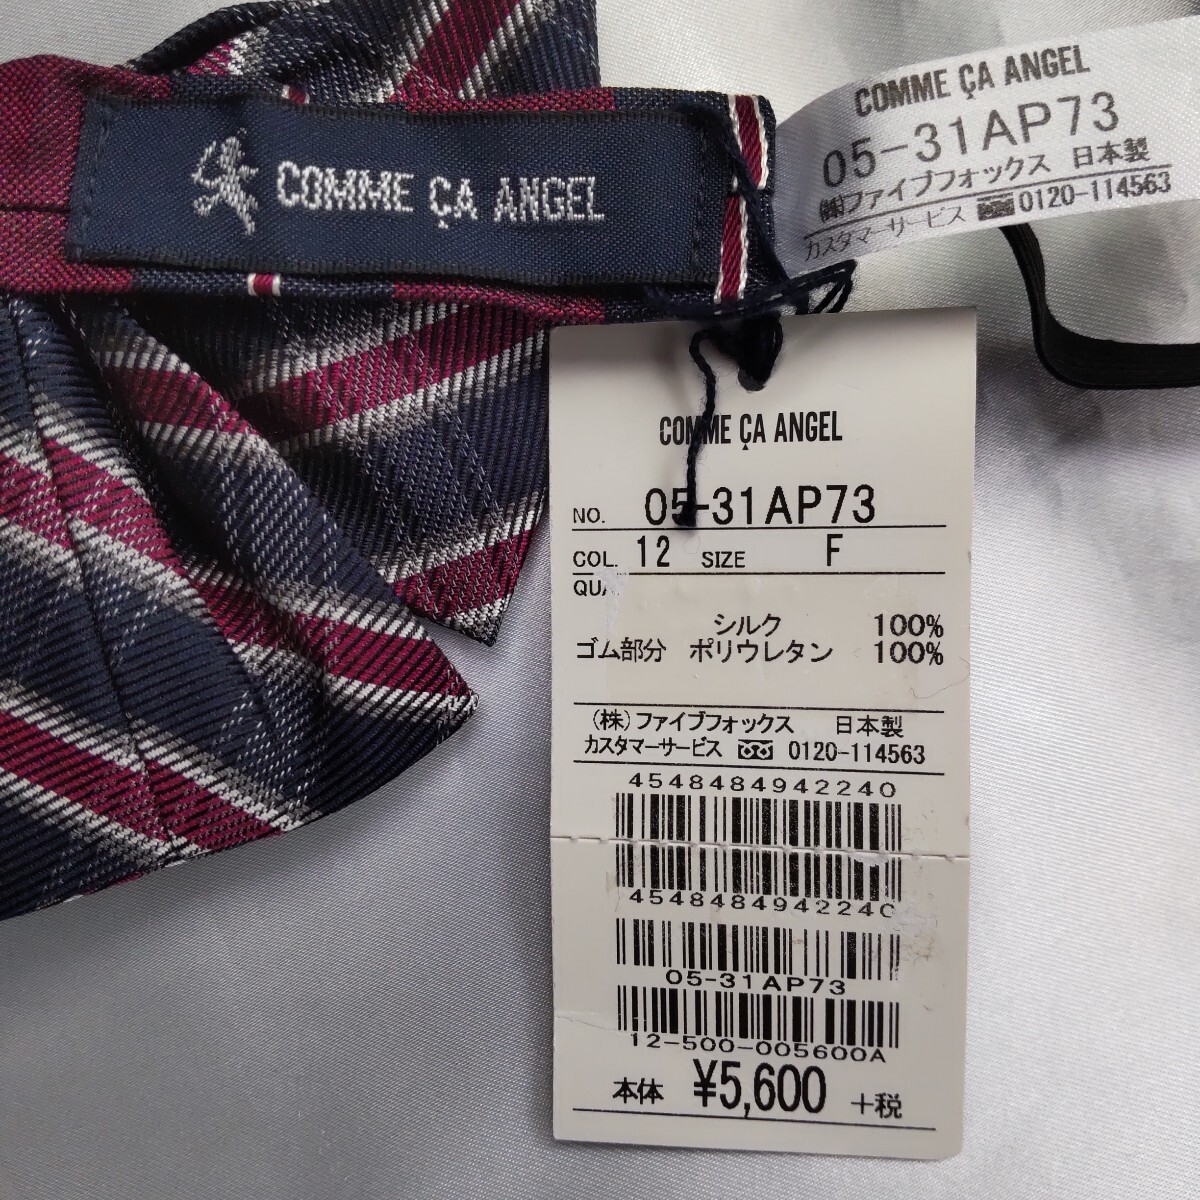 COMME ÇA ANGEL
COMME ÇA ANGEL
05-31AP73
(株)ファイブフォックス 日本製
カスタマーサービス 0120-114563
COMME ÇA ANGEL
NO. 05-31AP73
COL. 12 SIZE F
QUA
シルク 100%
ゴム部分 ポリウレタン 100%
(株)ファイブフォックス 日本製
カスタマーサービス 0120-114563
4548484942240
4548484942240
05-31AP73
12-500-005600A
本体 ¥5,600 +税